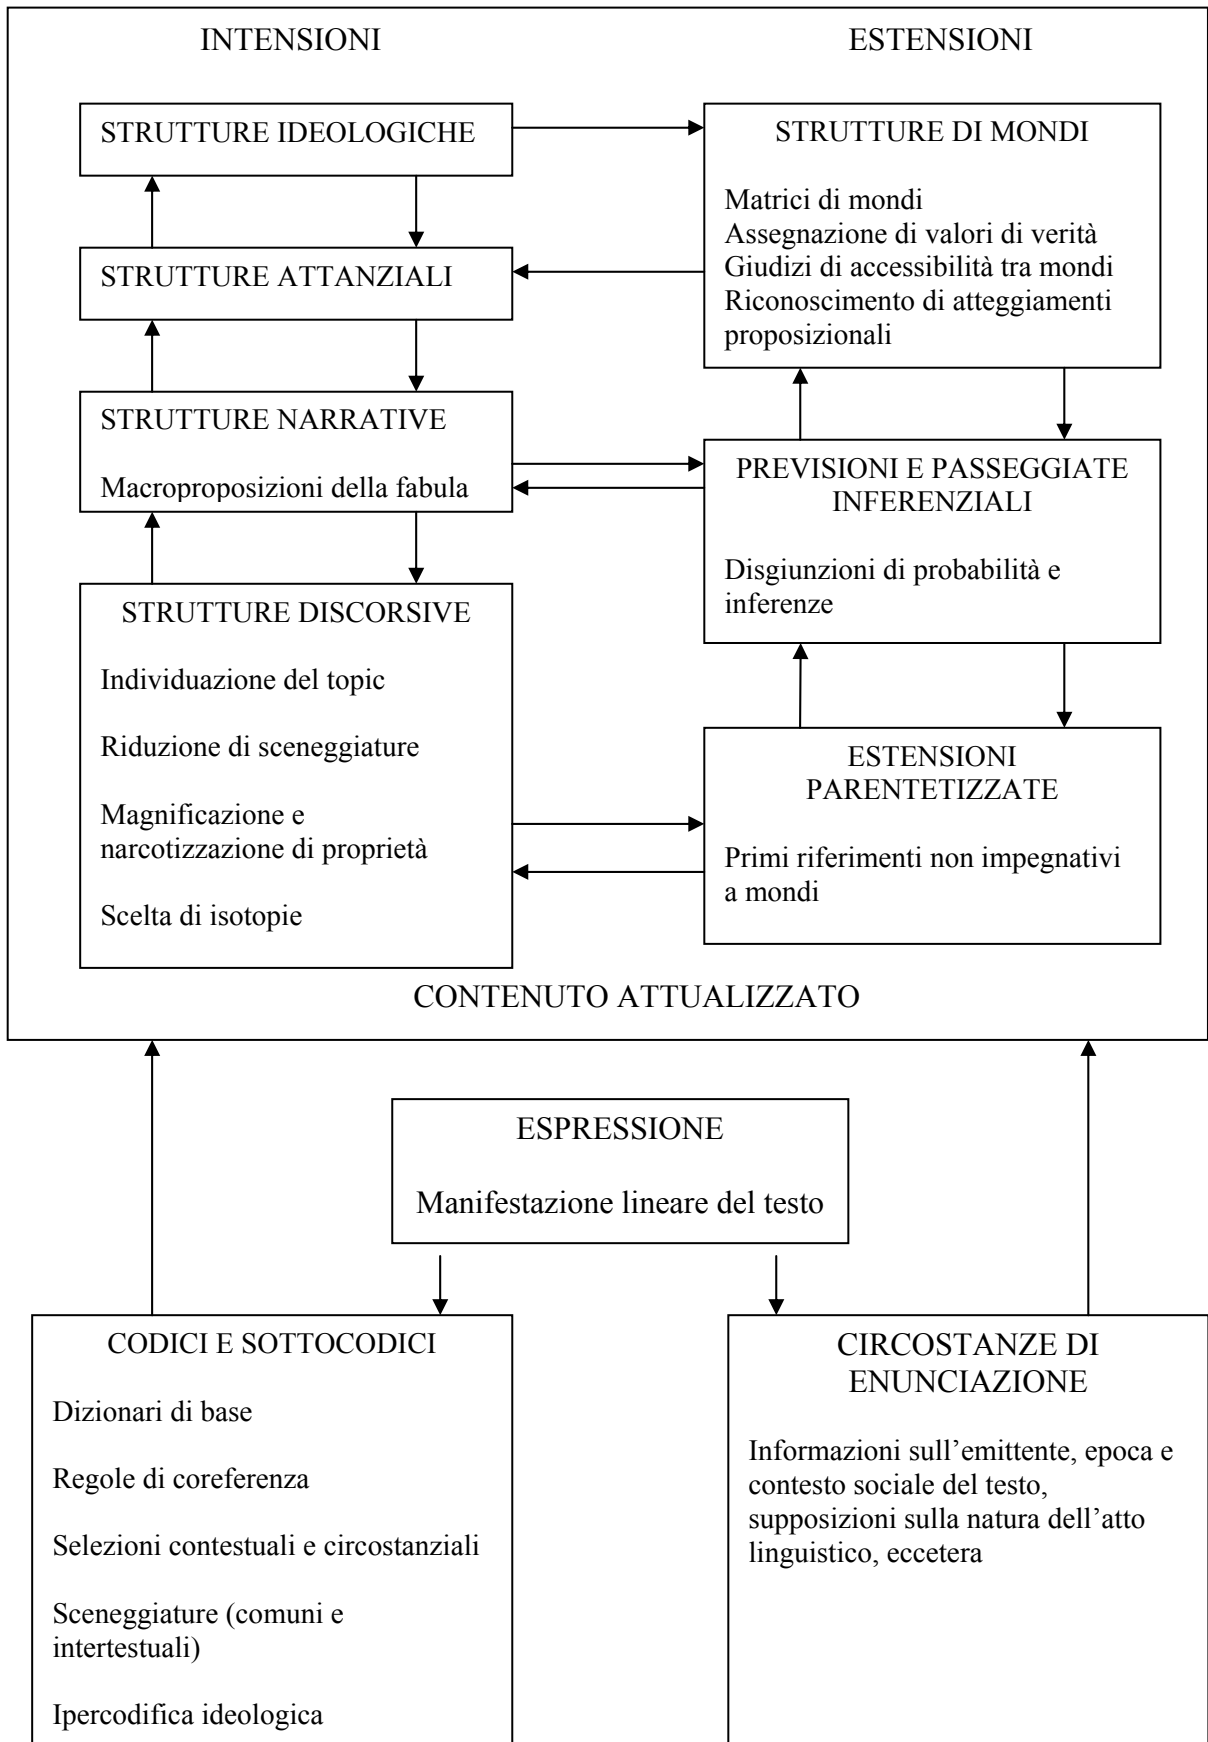 INTENSIONI
ESTENSIONI
STRUTTURE IDEOLOGICHE
STRUTTURE ATTANZIALI
STRUTTURE NARRATIVE
Macroproposizioni della fabula
STRUTTURE DISCORSIVE
Individuazione del topic
Riduzione di sceneggiature
Magnificazione e
narcotizzazione di proprietà
Scelta di isotopie
STRUTTURE DI MONDI
Matrici di mondi
Assegnazione di valori di verità
Giudizi di accessibilità tra mondi
Riconoscimento di atteggiamenti
proposizionali
PREVISIONI E PASSEGGIATE
INFERENZIALI
Disgiunzioni di probabilità e
inferenze
ESTENSIONI
PARENTETIZZATE
Primi riferimenti non impegnativi
a mondi
CONTENUTO ATTUALIZZATO
ESPRESSIONE
Manifestazione lineare del testo
CODICI E SOTTOCODICI
Dizionari di base
Regole di coreferenza
Selezioni contestuali e circostanziali
Sceneggiature (comuni e
intertestuali)
Ipercodifica ideologica
CIRCOSTANZE DI
ENUNCIAZIONE
Informazioni sull’emittente, epoca e
contesto sociale del testo,
supposizioni sulla natura dell’atto
linguistico, eccetera